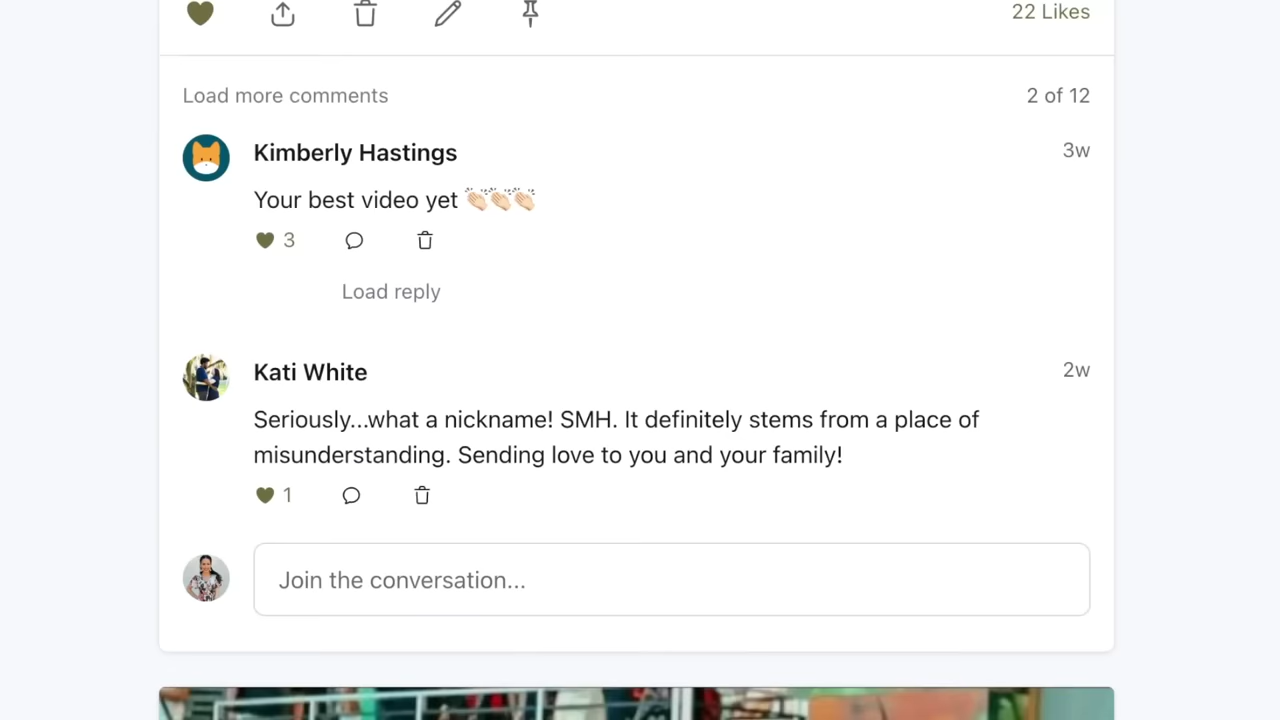 22 Likes
Load more comments
2 of 12
Kimberly Hastings
3w
Your best video yet 👏🏻👏🏻👏🏻
3
Load reply
Kati White
2w
Seriously...what a nickname! SMH. It definitely stems from a place of
misunderstanding. Sending love to you and your family!
1
Join the conversation...